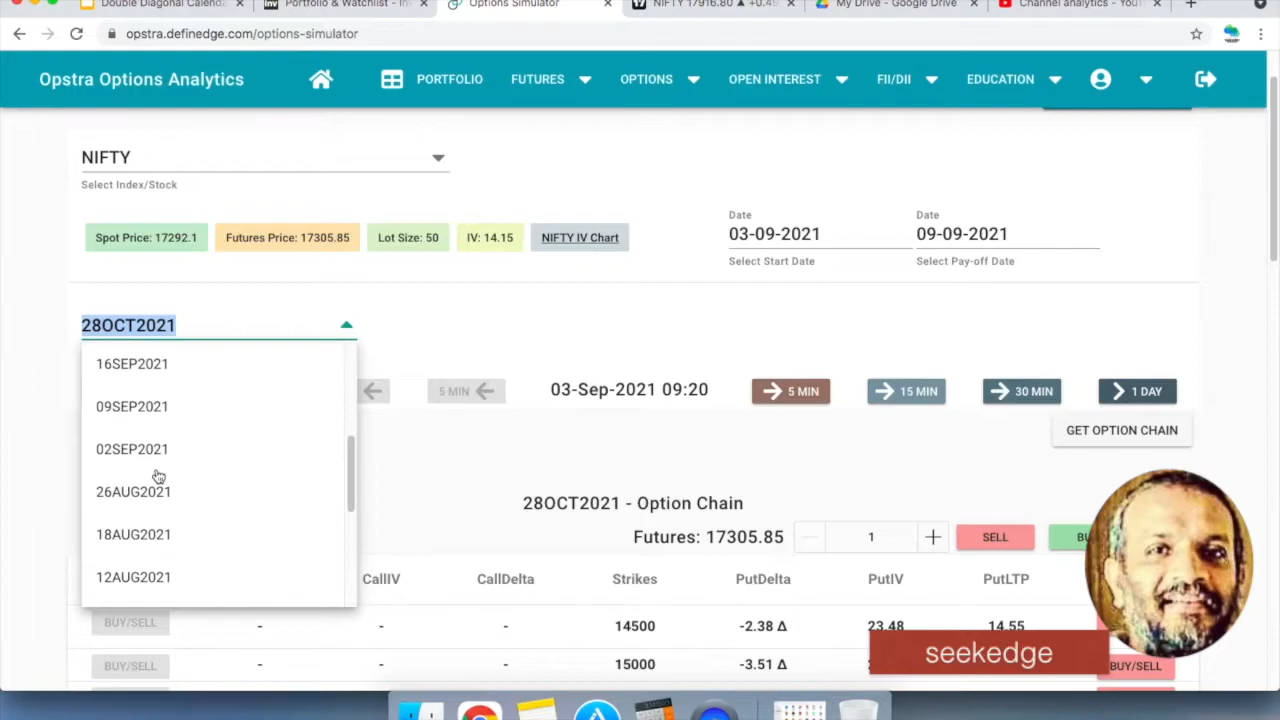 Double Diagonal Calenda
Portfolio & Watchlist - In
Options Simulator
NIFTY 17916.80 ▲ +0.4
My Drive - Google Drive
Channel analytics - You
opstra.definedge.com/options-simulator
Opstra Options Analytics
PORTFOLIO
FUTURES
OPTIONS
OPEN INTEREST
FII/DII
EDUCATION
NIFTY
Select Index/Stock
Spot Price: 17292.1
Futures Price: 17305.85
Lot Size: 50
IV: 14.15
NIFTY IV Chart
Date
03-09-2021
Select Start Date
Date
09-09-2021
Select Pay-off Date
28OCT2021
16SEP2021
09SEP2021
02SEP2021
26AUG2021
18AUG2021
12AUG2021
5 MIN
03-Sep-2021 09:20
5 MIN
15 MIN
30 MIN
1 DAY
GET OPTION CHAIN
28OCT2021 - Option Chain
Futures: 17305.85
1
SELL
BU
CallIV
CallDelta
Strikes
PutDelta
PutIV
PutLTP
BUY/SELL
-
-
-
14500
-2.38 Δ
23.48
14.55
BUY/SELL
-
-
-
15000
-3.51 Δ
BUY/SELL
seekedge